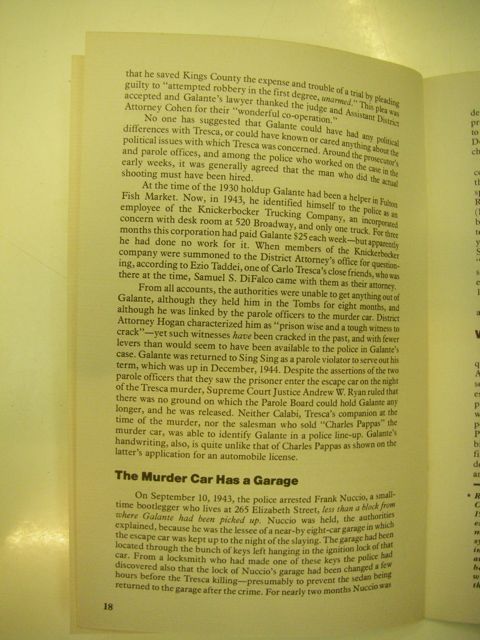 that he saved Kings County the expense and trouble of a trial by pleading
guilty to "attempted robbery in the first degree, unarmed." This plea was
accepted and Galante's lawyer thanked the judge and Assistant District
Attorney Cohen for their "wonderful co-operation."
No one has suggested that Galante could have had any political
differences with Tresca, or could have known or cared anything about the
political issues with which Tresca was concerned. Around the prosecutor's
and parole offices, and among the police who worked on the case in the
early weeks, it was generally agreed that the man who did the actual
shooting must have been hired.
At the time of the 1930 holdup Galante had been a helper in Fulton
Fish Market. Now, in 1943, he identified himself to the police as an
employee of the Knickerbocker Trucking Company, an incorporated
concern with desk room at 520 Broadway, and only one truck. For three
months this corporation had paid Galante $25 each week—but apparently
he had done no work for it. When members of the Knickerbocker
company were summoned to the District Attorney's office for question-
ing, according to Ezio Taddei, one of Carlo Tresca's close friends, who was
there at the time, Samuel S. DiFalco came with them as their attorney.
From all accounts, the authorities were unable to get anything out of
Galante, although they held him in the Tombs for eight months, and
although he was linked by the parole officers to the murder car. District
Attorney Hogan characterized him as "prison wise and a tough witness to
crack"—yet such witnesses have been cracked in the past, and with fewer
levers than would seem to have been available to the police in Galante's
case. Galante was returned to Sing Sing as a parole violator to serve out his
term, which was up in December, 1944. Despite the assertions of the two
parole officers that they saw the prisoner enter the escape car on the night
of the Tresca murder, Supreme Court Justice Andrew W. Ryan ruled that
there was no ground on which the Parole Board could hold Galante any
longer, and he was released. Neither Calabi, Tresca's companion at the
time of the murder, nor the salesman who sold "Charles Pappas" the
murder car, was able to identify Galante in a police line-up. Galante's
handwriting, also, is quite unlike that of Charles Pappas as shown on the
latter's application for an automobile license.
The Murder Car Has a Garage
On September 10, 1943, the police arrested Frank Nuccio, a small-
time bootlegger who lives at 265 Elizabeth Street, less than a block from
where Galante had been picked up. Nuccio was held, the authorities
explained, because he was the lessee of a near-by eight-car garage in which
the escape car was kept up to the night of the slaying. The garage had been
located through the bunch of keys left hanging in the ignition lock of that
car. From a locksmith who had made one of these keys the police had
discovered also that the lock of Nuccio's garage had been changed a few
hours before the Tresca killing—presumably to prevent the sedan being
returned to the garage after the crime. For nearly two months Nuccio was
18